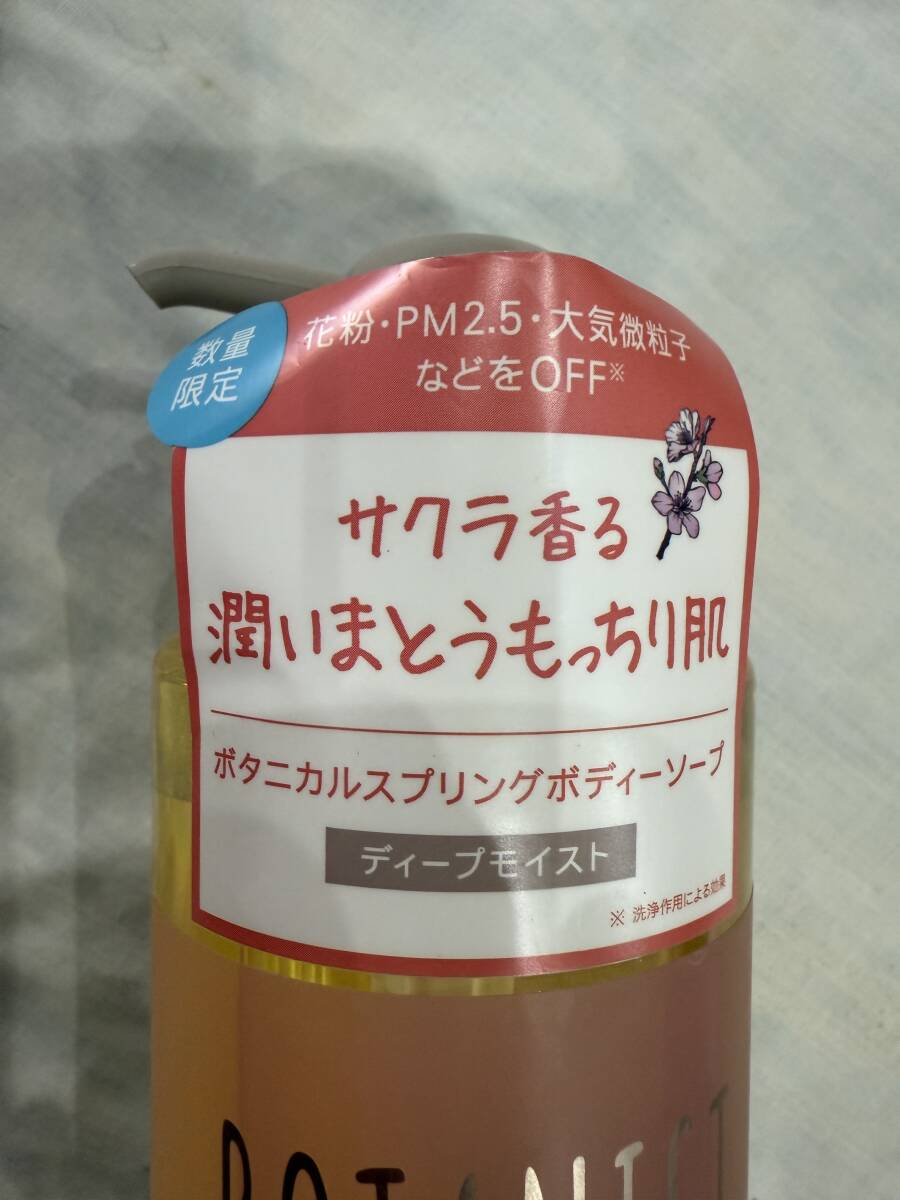 数量
限定
花粉・PM2.5・大気微粒子
などをOFF※
サクラ香る
潤いまとうもっちり肌
ボタニカルスプリングボディーソープ
ディープモイスト
※ 洗浄作用による効果
BOTANIST